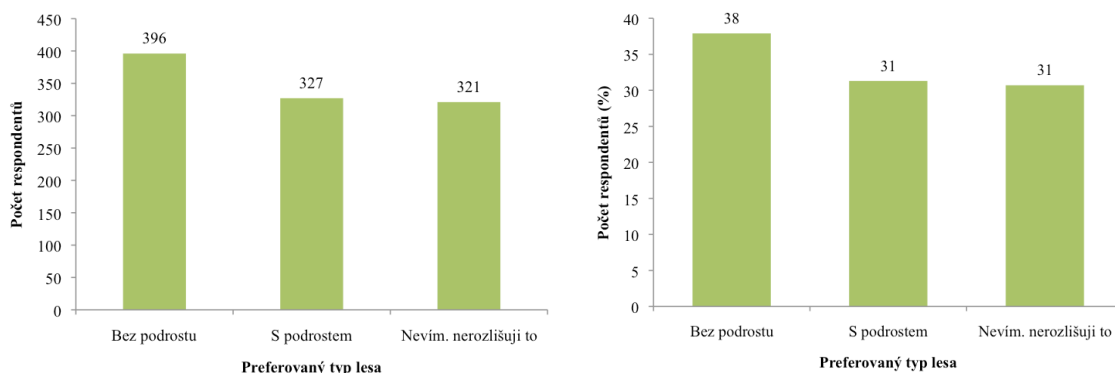 Počet respondentů
450
400
350
300
250
200
150
100
50
0
396
327
321
Bez podrostu
S podrostem
Nevím. nerozlišuji to
Preferovaný typ lesa
Počet respondentů (%)
40
35
30
25
20
15
10
5
0
38
31
31
Bez podrostu
S podrostem
Nevím. nerozlišuji to
Preferovaný typ lesa